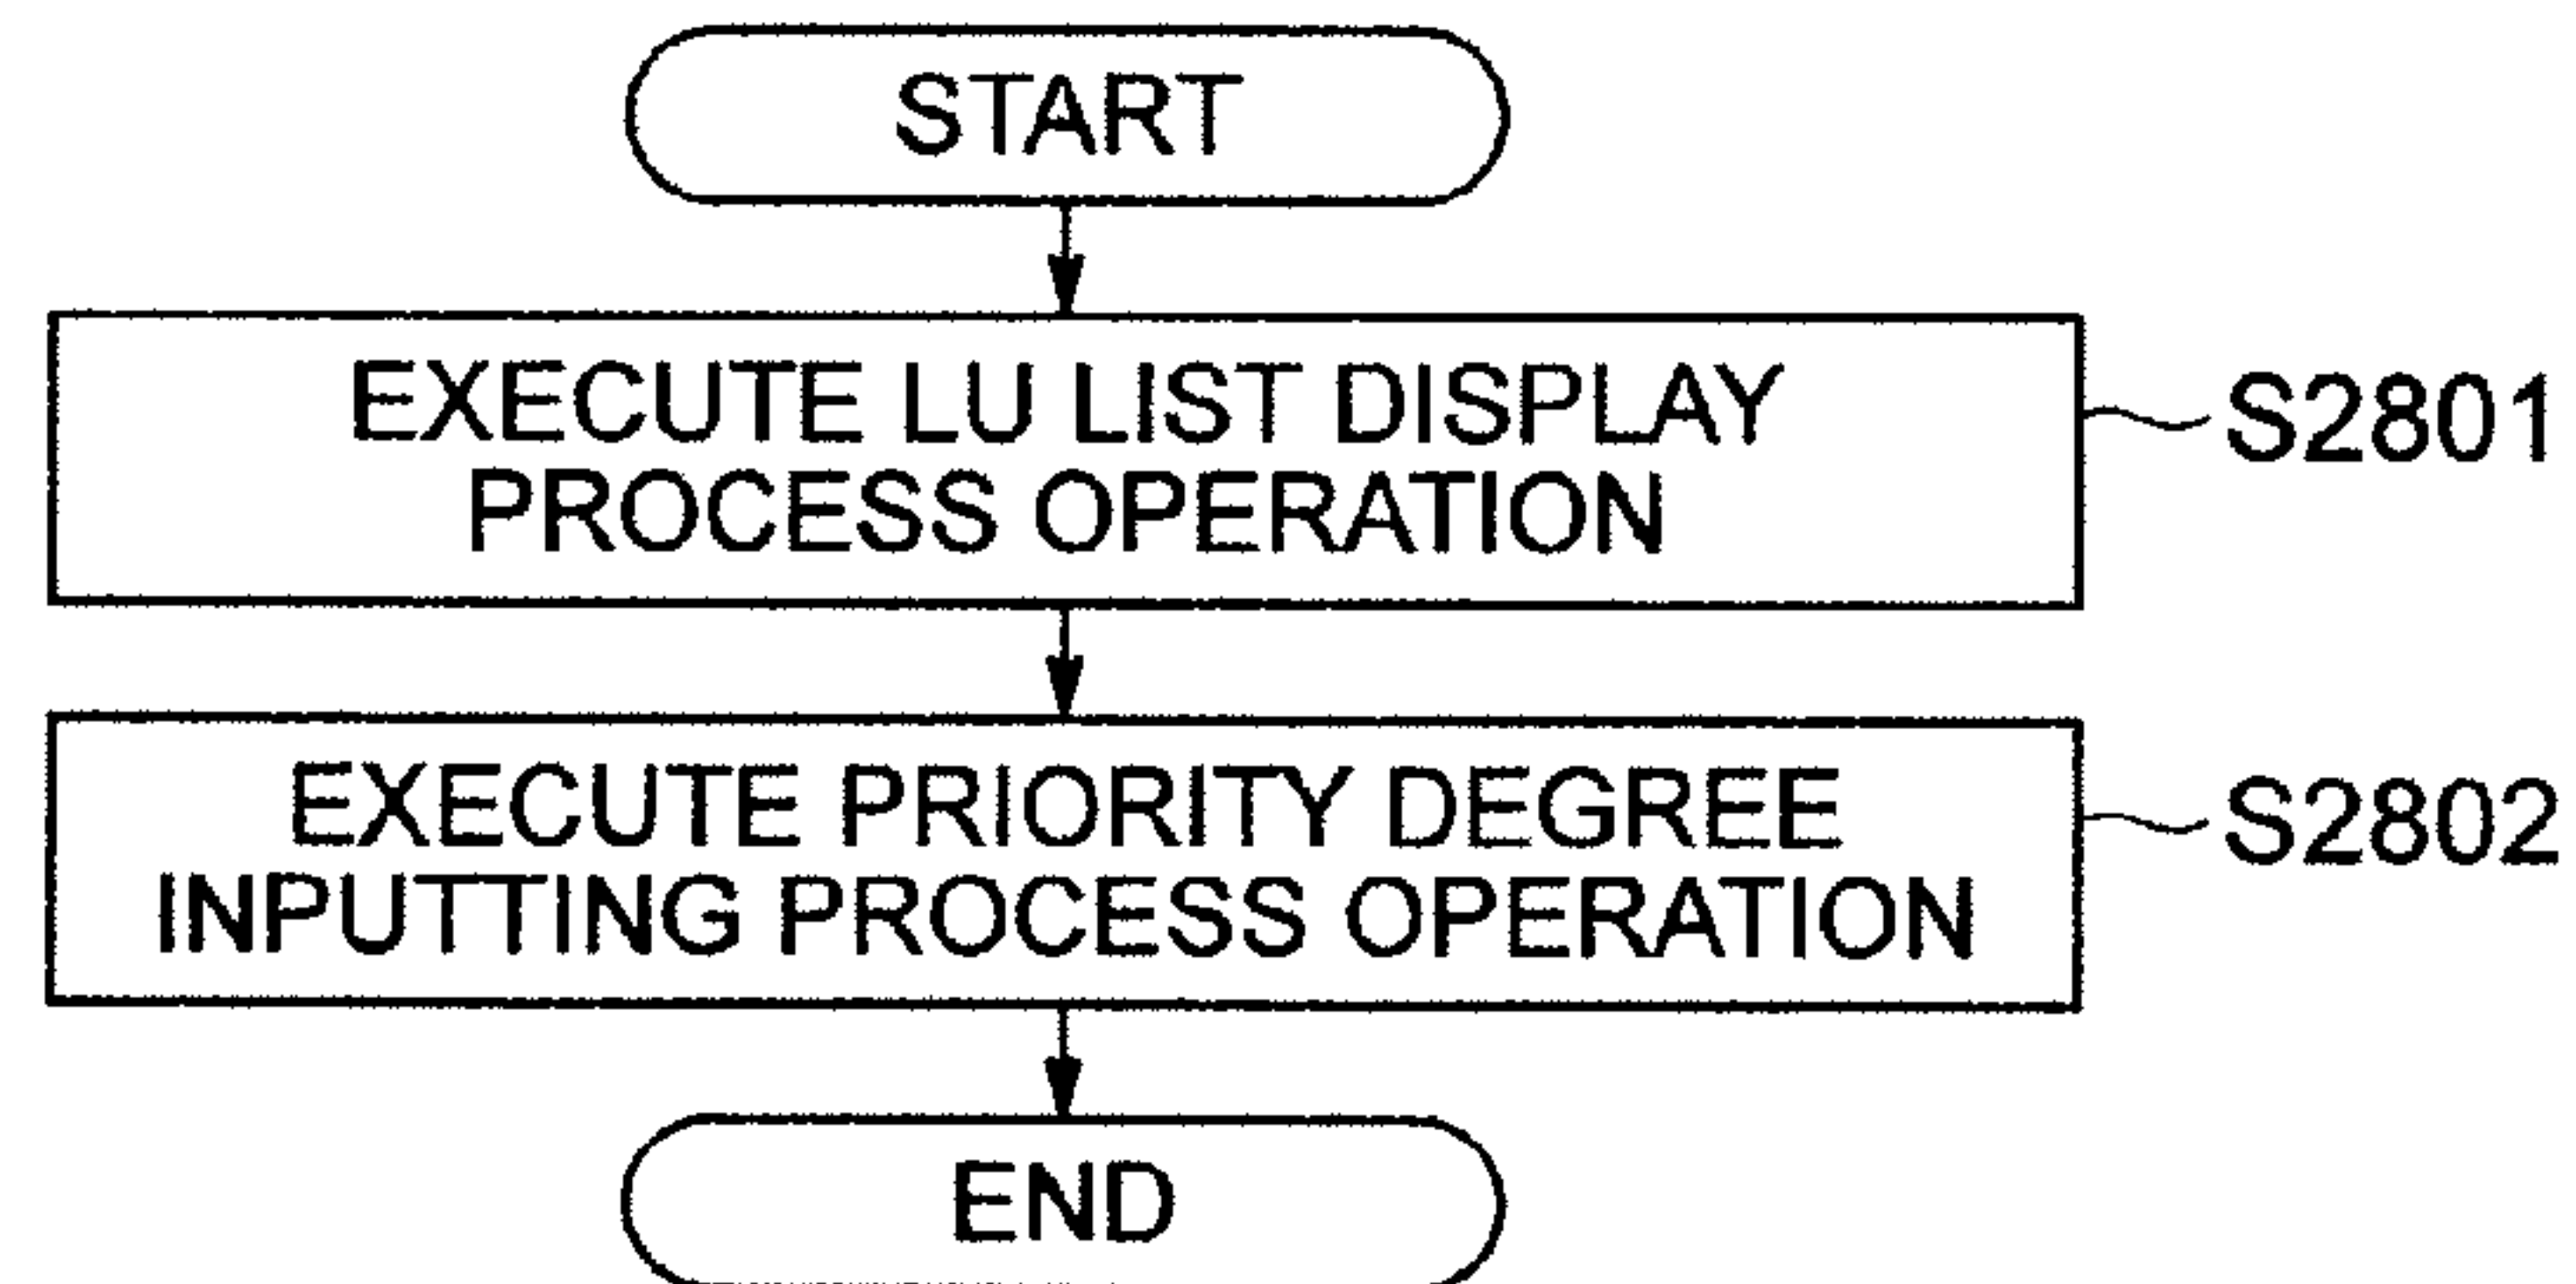 START
EXECUTE LU LIST DISPLAY
PROCESS OPERATION
S2801
EXECUTE PRIORITY DEGREE
INPUTTING PROCESS OPERATION
S2802
END